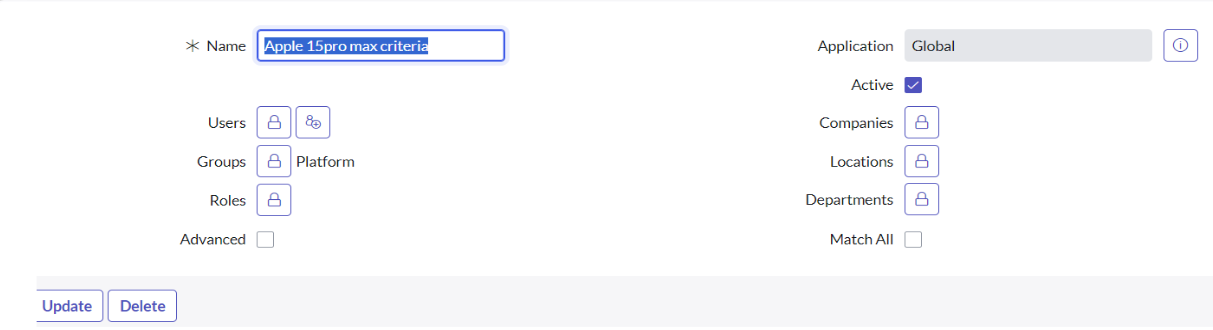 ✳ Name Apple 15pro max criteria Application Global
Active
Users Companies
Groups Platform Locations
Roles Departments
Advanced Match All
Update Delete